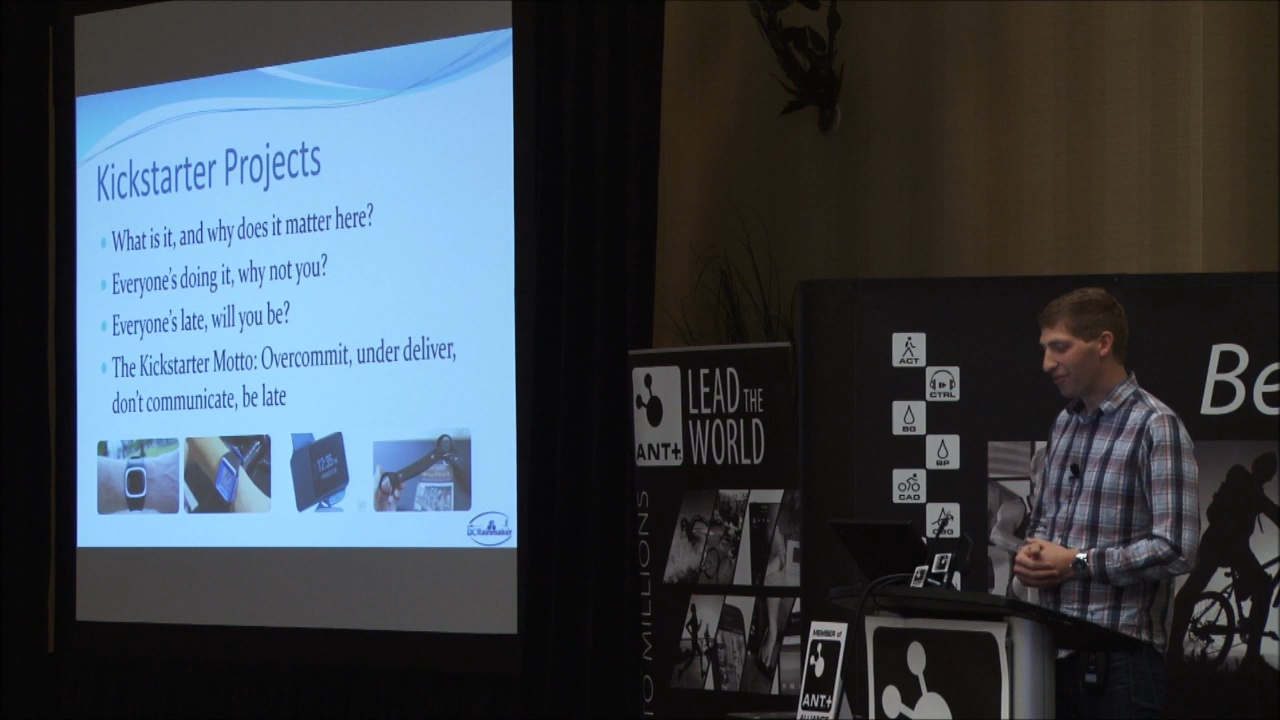 Kickstarter Projects
What is it, and why does it matter here?
Everyone's doing it, why not you?
Everyone's late, will you be?
The Kickstarter Motto: Overcommit, under deliver,
don't communicate, be late
12:35
DCRainmaker
ANT+
LEAD THE
WORLD
TO MILLIONS
ACT
CTRL
BG
BP
CAD
Be
MEMBER of
ANT+
ALLIANCE